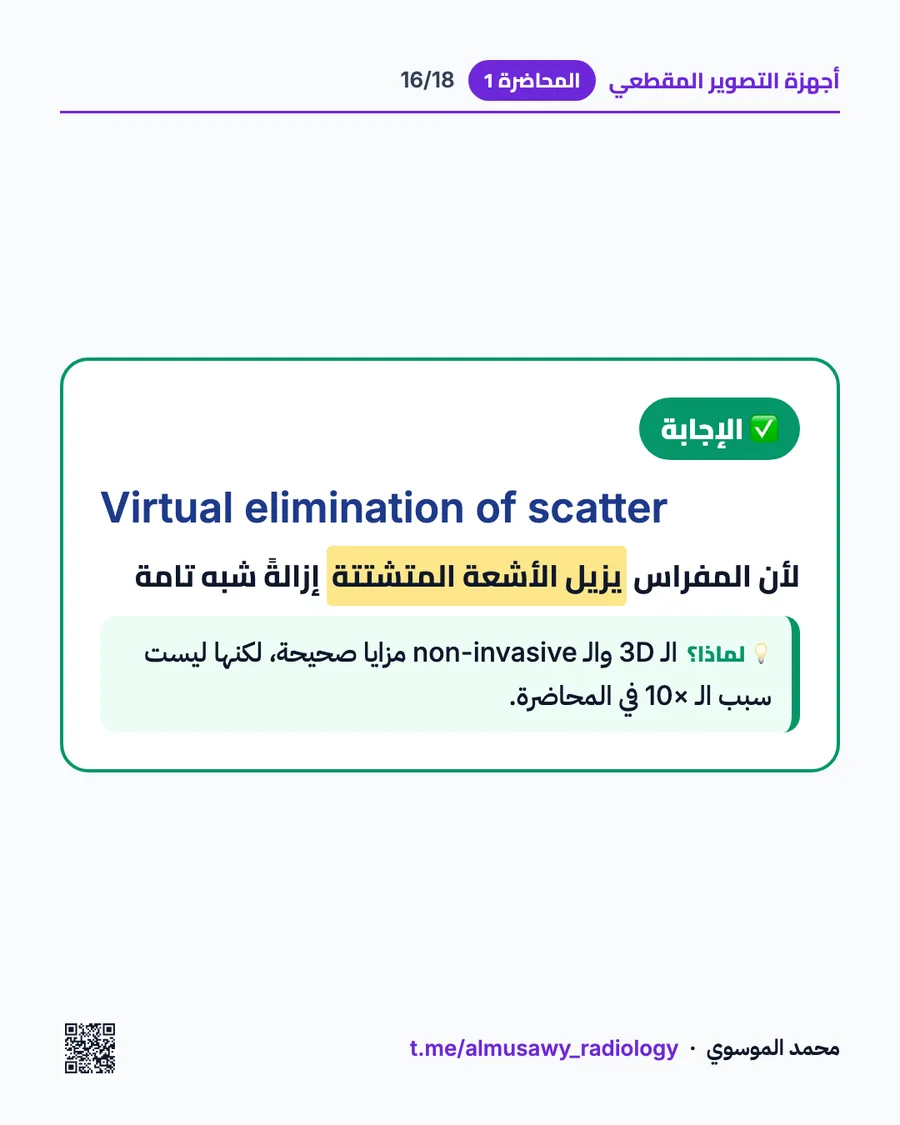 أجهزة التصوير المقطعي المحاضرة 1 16/18
✅ الإجابة
Virtual elimination of scatter
لأن المفراس يزيل الأشعة المتشتتة إزالةً شبه تامة
💡 لماذا؟ الـ 3D والـ non-invasive مزايا صحيحة، لكنها ليست
سبب الـ ×10 في المحاضرة.
محمد الموسوي · t.me/almusawy_radiology